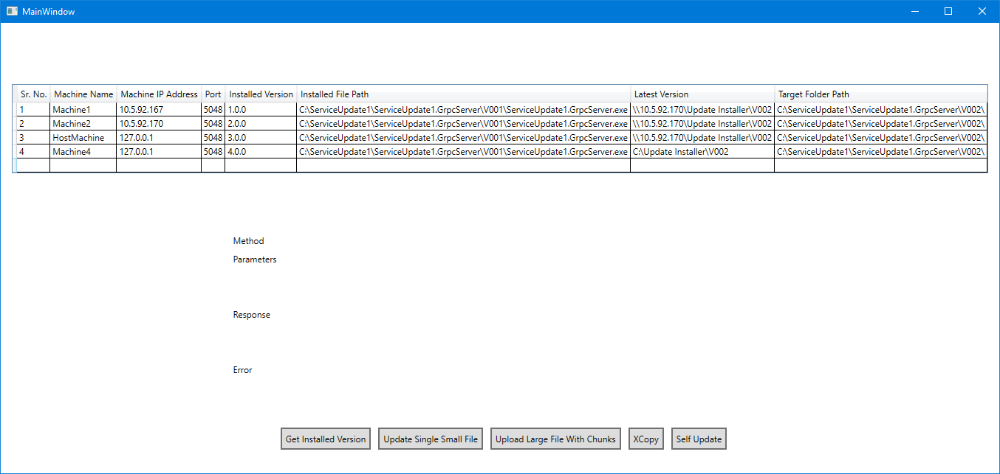 MainWindow
Sr. No. Machine Name Machine IP Address Port Installed Version Installed File Path Latest Version Target Folder Path
1 Machine1 10.5.92.167 5048 1.0.0 C:\ServiceUpdate1\ServiceUpdate1.GrpcServer\V001\ServiceUpdate1.GrpcServer.exe \\10.5.92.170\Update Installer\V002 C:\ServiceUpdate1\ServiceUpdate1.GrpcServer\V002\
2 Machine2 10.5.92.170 5048 2.0.0 C:\ServiceUpdate1\ServiceUpdate1.GrpcServer\V001\ServiceUpdate1.GrpcServer.exe \\10.5.92.170\Update Installer\V002 C:\ServiceUpdate1\ServiceUpdate1.GrpcServer\V002\
3 HostMachine 127.0.0.1 5048 3.0.0 C:\ServiceUpdate1\ServiceUpdate1.GrpcServer\V001\ServiceUpdate1.GrpcServer.exe \\10.5.92.170\Update Installer\V002 C:\ServiceUpdate1\ServiceUpdate1.GrpcServer\V002\
4 Machine4 127.0.0.1 5048 4.0.0 C:\ServiceUpdate1\ServiceUpdate1.GrpcServer\V001\ServiceUpdate1.GrpcServer.exe C:\Update Installer\V002 C:\ServiceUpdate1\ServiceUpdate1.GrpcServer\V002\
Method
Parameters
Response
Error
Get Installed Version Update Single Small File Upload Large File With Chunks XCopy Self Update